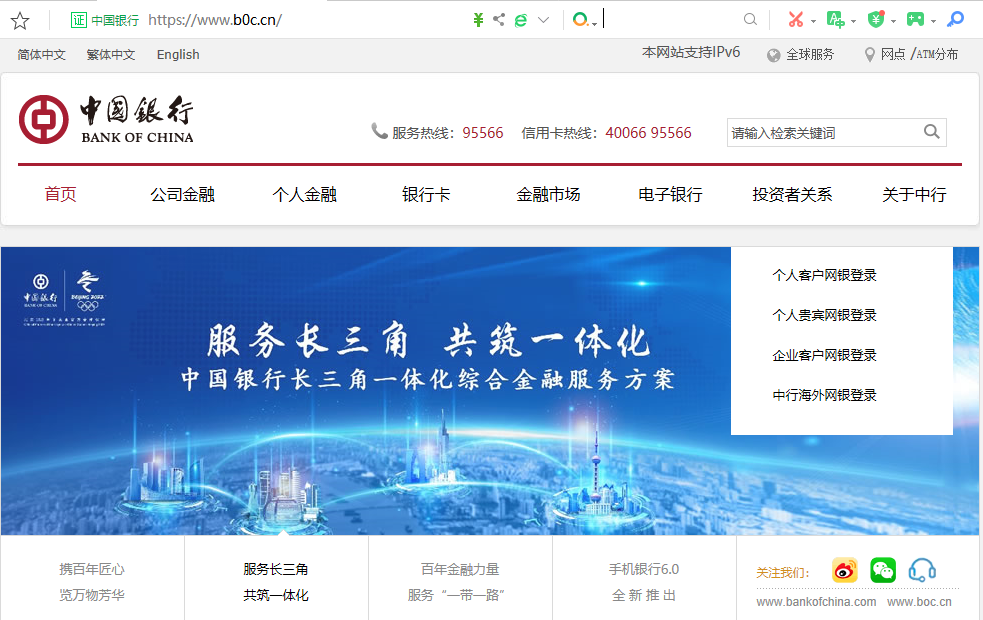 证 中国银行 https://www.b0c.cn/
简体中文 繁体中文 English 本网站支持IPv6 全球服务 网点 /ATM分布
中国銀行
BANK OF CHINA
服务热线：95566 信用卡热线：40066 95566 请输入检索关键词
首页 公司金融 个人金融 银行卡 金融市场 电子银行 投资者关系 关于中行
中国銀行
BANK OF CHINA
BEIJING 2022
服务长三角 共筑一体化
中国银行长三角一体化综合金融服务方案
个人客户网银登录
个人贵宾网银登录
企业客户网银登录
中行海外网银登录
携百年匠心
览万物芳华
服务长三角
共筑一体化
百年金融力量
服务“一带一路”
手机银行6.0
全 新 推 出
关注我们：
www.bankofchina.com www.boc.cn